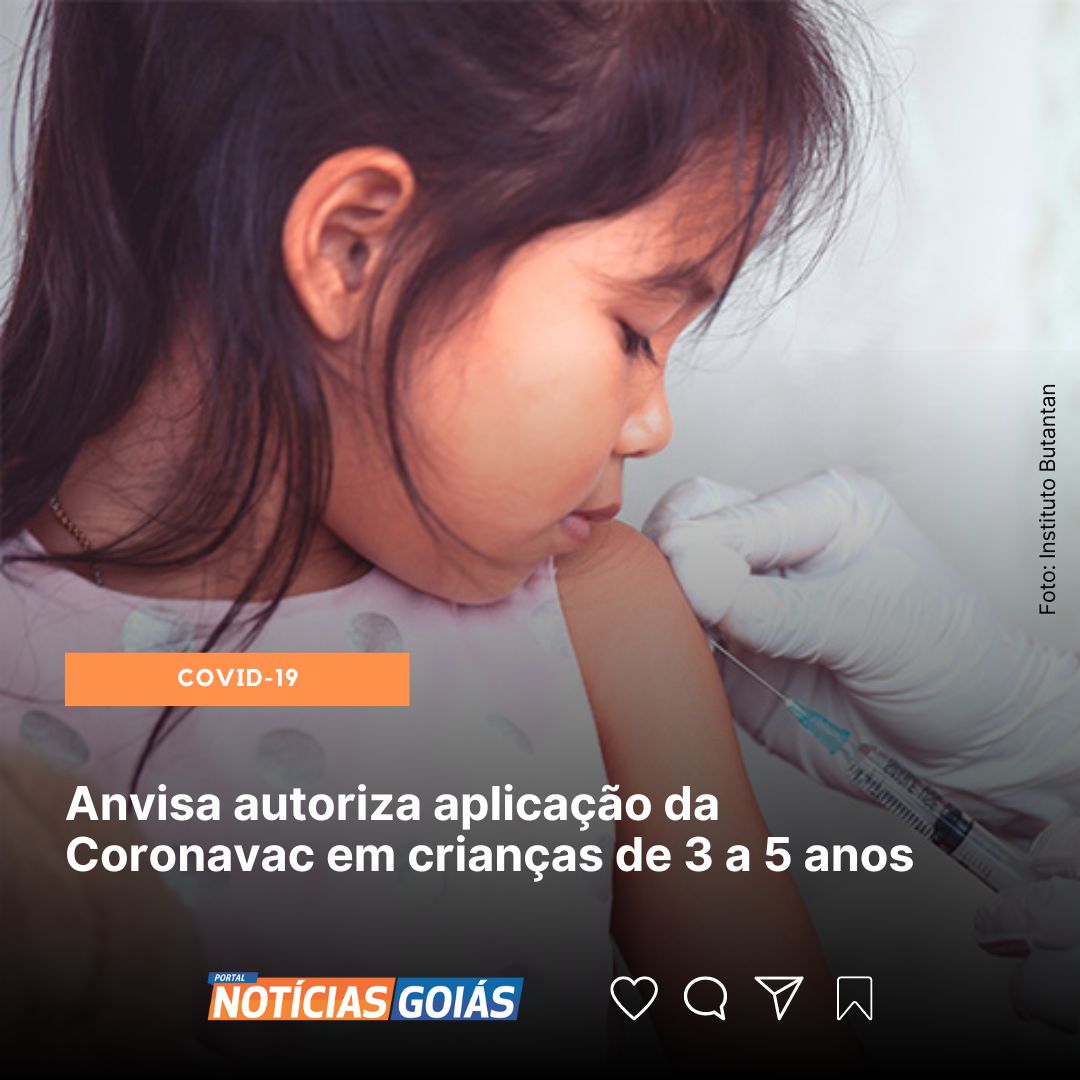 Foto: Instituto Butantan
COVID-19
Anvisa autoriza aplicação da
Coronavac em crianças de 3 a 5 anos
PORTAL
NOTÍCIAS GOIÁS